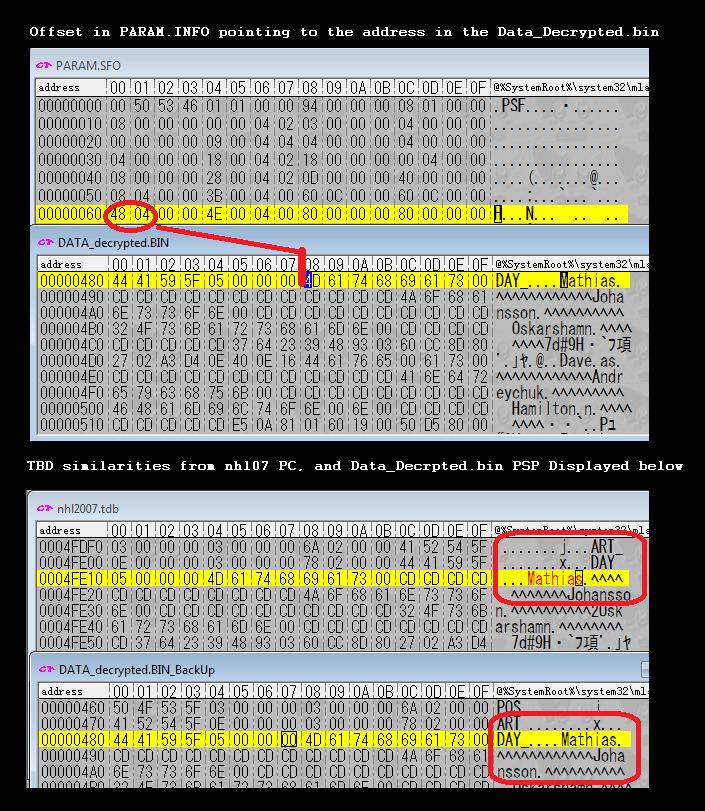 Offset in PARAM.INFO pointing to the address in the Data_Decrypted.bin
PARAM.SFO
address 00 01 02 03 04 05 06 07 08 09 0A 0B 0C 0D 0E 0F @%SystemRoot%\system32\mla
00000000 00 50 53 46 01 01 00 00 94 00 00 00 08 01 00 00 .PSF....・......
00000010 08 00 00 00 00 04 02 03 00 00 04 00 04 00 00 00 ................
00000020 00 00 00 00 09 00 04 04 04 00 00 00 04 00 00 00 ................
00000030 04 00 00 00 18 00 04 02 18 00 00 00 00 04 00 00 ................
00000040 08 00 00 00 28 00 04 02 0D 00 00 00 40 00 00 00 ....(.......@...
00000050 08 04 00 00 3B 00 04 00 60 0C 00 00 60 0C 00 00 ....;...`...`...
00000060 48 04 00 00 4E 00 04 00 80 00 00 00 80 00 00 00 H...N...
DATA_decrypted.BIN
address 00 01 02 03 04 05 06 07 08 09 0A 0B 0C 0D 0E 0F @%SystemRoot%\system32\mla
00000480 44 41 59 5F 05 00 00 00 4D 61 74 68 69 61 73 00 DAY_....Mathias.
00000490 CD CD CD CD CD CD CD CD CD CD CD CD 4A 6F 68 61 ^^^^^^^^^^^^Joha
000004A0 6E 73 73 6F 6E 00 CD CD CD CD CD CD CD CD CD CD nsson.^^^^^^^^^^
000004B0 32 4F 73 6B 61 72 73 68 61 6D 6E 00 CD CD CD CD Oskarshamn.^^^^
000004C0 CD CD CD CD CD 37 64 23 39 48 93 03 60 CC 8D 80 ^^^^7d#9H・`ﾌ項
000004D0 27 02 A3 D4 0E 40 0E 16 44 61 76 65 00 61 73 00 '.｣ﾔ.@..Dave.as.
000004E0 CD CD CD CD CD CD CD CD CD CD CD CD 41 6E 64 72 ^^^^^^^^^^^^Andr
000004F0 65 79 63 68 75 6B 00 CD CD CD CD CD CD CD CD CD eychuk.^^^^^^^^^
00000500 46 48 61 6D 69 6C 74 6F 6E 00 6E 00 CD CD CD CD Hamilton.n.^^^^
00000510 CD CD CD CD CD E5 0A 81 01 60 19 00 50 D5 80 00
TBD similarities from nhl07 PC, and Data_Decrpted.bin PSP Displayed below
nhl2007.tdb
address 00 01 02 03 04 05 06 07 08 09 0A 0B 0C 0D 0E 0F @%SystemRoot%\system32\mla
0004FDF0 03 00 00 00 03 00 00 00 6A 02 00 00 41 52 54 5F ........j...ART_
0004FE00 0E 00 00 00 03 00 00 00 78 02 00 00 44 41 59 5F ........x...DAY_
0004FE10 05 00 00 00 4D 61 74 68 69 61 73 00 CD CD CD CD ....Mathias.^^^^
0004FE20 CD CD CD CD CD CD CD CD 4A 6F 68 61 6E 73 73 6F ^^^^^^^^Johansso
0004FE30 6E 00 CD CD CD CD CD CD CD CD CD CD 32 4F 73 6B n.^^^^^^^^^^2Osk
0004FE40 61 72 73 68 61 6D 6E 00 CD CD CD CD CD CD CD CD arshamn.^^^^^^^^
0004FE50 CD 37 64 23 39 48 93 03 60 CC 8D 80 27 02 A3 D4 7d#9H・`ﾌ項'.｣ﾔ
DATA_decrypted.BIN_BackUp
address 00 01 02 03 04 05 06 07 08 09 0A 0B 0C 0D 0E 0F @%SystemRoot%\system32\mla
00000460 50 4F 53 5F 03 00 00 00 03 00 00 00 6A 02 00 00 POS_........j...
00000470 41 52 54 5F 0E 00 00 00 03 00 00 00 78 02 00 00 ART_........x...
00000480 44 41 59 5F 05 00 00 00 4D 61 74 68 69 61 73 00 DAY_....Mathias.
00000490 CD CD CD CD CD CD CD CD CD CD CD CD 4A 6F 68 61 ^^^^^^^^^^^^Joha
000004A0 6E 73 73 6F 6E 00 CD CD CD CD CD CD CD CD CD CD nsson.^^^^^^^^^^